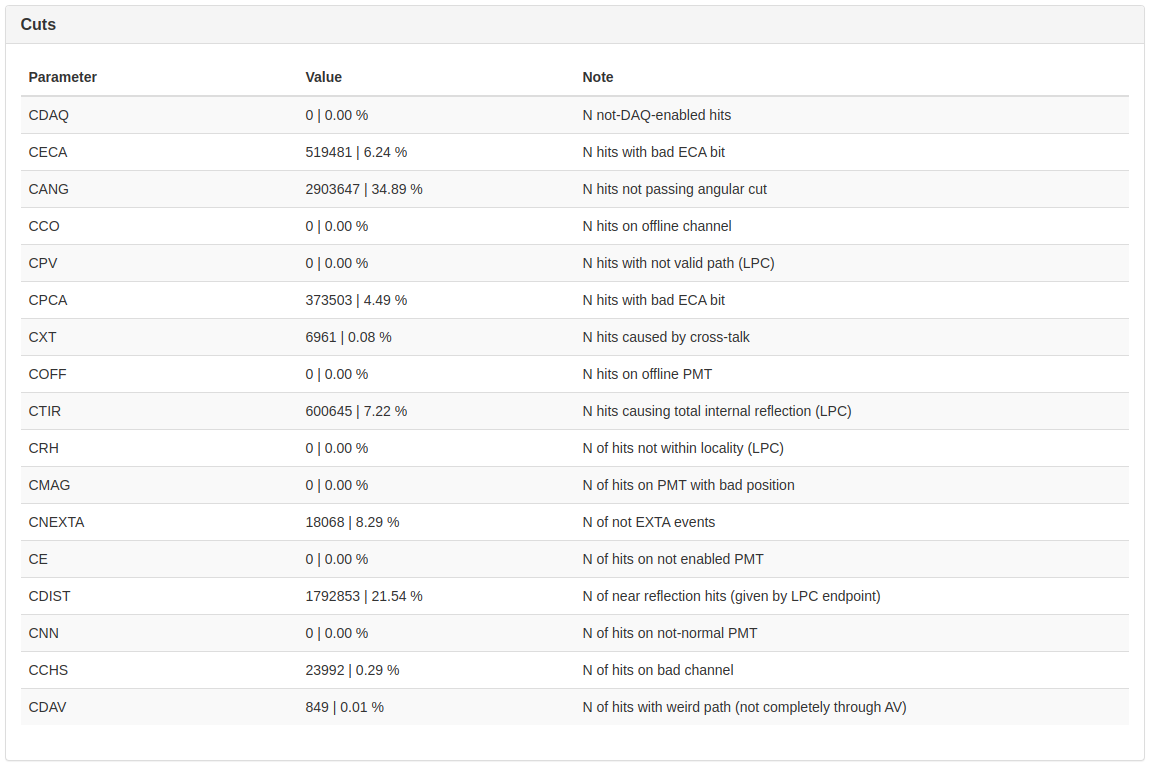 Cuts
Parameter Value Note
CDAQ 0 | 0.00 % N not-DAQ-enabled hits
CECA 519481 | 6.24 % N hits with bad ECA bit
CANG 2903647 | 34.89 % N hits not passing angular cut
CCO 0 | 0.00 % N hits on offline channel
CPV 0 | 0.00 % N hits with not valid path (LPC)
CPCA 373503 | 4.49 % N hits with bad ECA bit
CXT 6961 | 0.08 % N hits caused by cross-talk
COFF 0 | 0.00 % N hits on offline PMT
CTIR 600645 | 7.22 % N hits causing total internal reflection (LPC)
CRH 0 | 0.00 % N of hits not within locality (LPC)
CMAG 0 | 0.00 % N of hits on PMT with bad position
CNEXTA 18068 | 8.29 % N of not EXTA events
CE 0 | 0.00 % N of hits on not enabled PMT
CDIST 1792853 | 21.54 % N of near reflection hits (given by LPC endpoint)
CNN 0 | 0.00 % N of hits on not-normal PMT
CCHS 23992 | 0.29 % N of hits on bad channel
CDAV 849 | 0.01 % N of hits with weird path (not completely through AV)